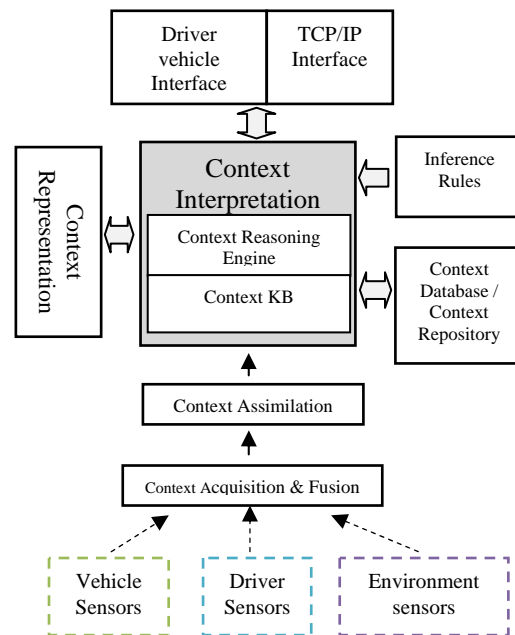 Driver
vehicle
Interface
TCP/IP
Interface
Context
Representation
Context
Interpretation
Context Reasoning
Engine
Context KB
Inference
Rules
Context
Database /
Context
Repository
Context Assimilation
Context Acquisition & Fusion
Vehicle
Sensors
Driver
Sensors
Environment
sensors